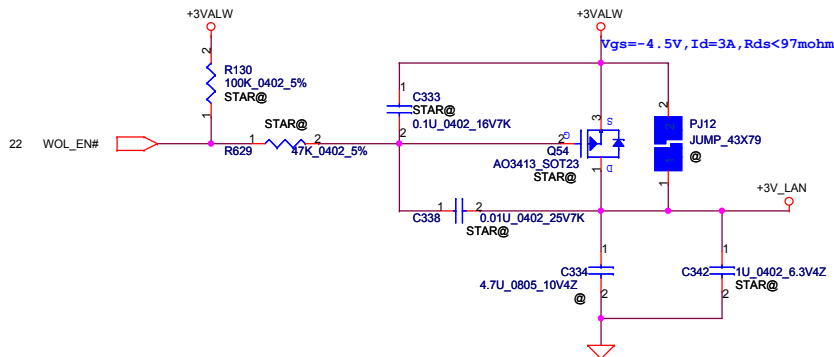 +3VALW
+3VALW
Vgs=-4.5V,Id=3A,Rds<97mohm
2
R130
100K_0402_5%
STAR@
1
1
C333
STAR@
0.1U_0402_16V7K
2
3
S
2
PJ12
JUMP_43X79
@
1
22 WOL_EN#
1
STAR@
2
R629
47K_0402_5%
2
G
Q54
AO3413_SOT23
STAR@
D
1
+3V_LAN
C338
1
2
0.01U_0402_25V7K
STAR@
1
C334
4.7U_0805_10V4Z
@
2
1
C342
1U_0402_6.3V4Z
STAR@
2